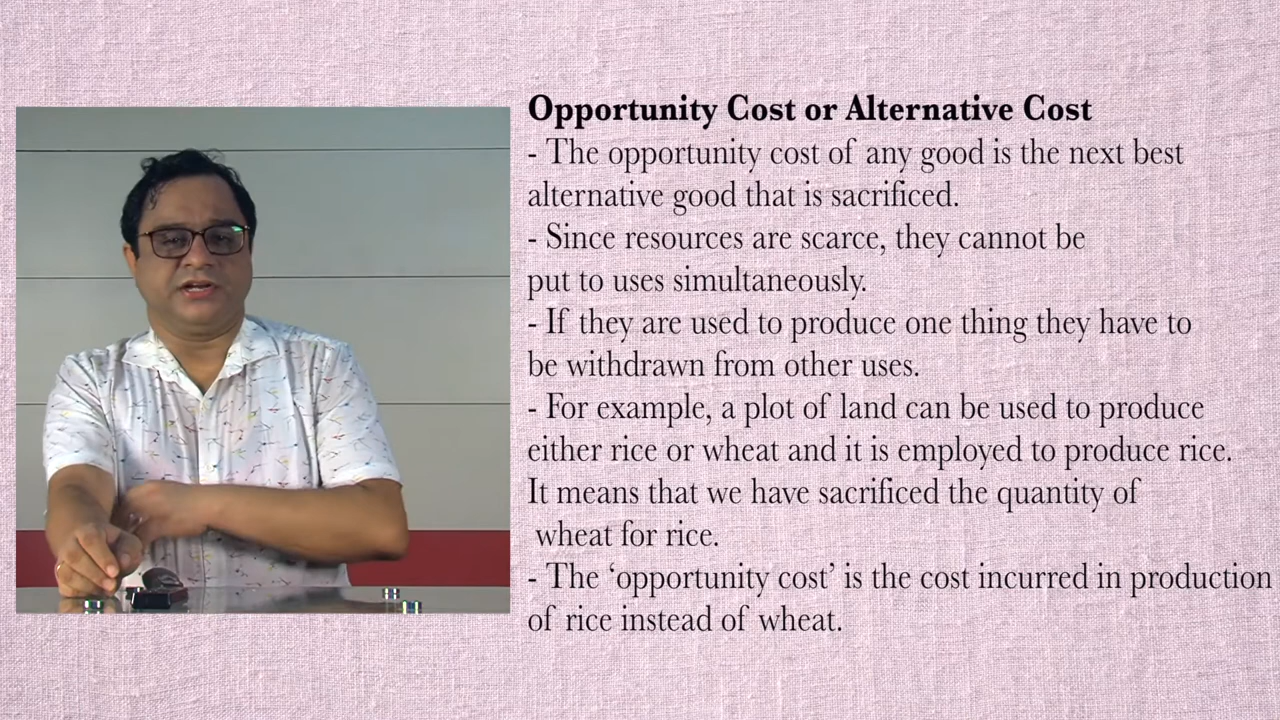 Opportunity Cost or Alternative Cost
- The opportunity cost of any good is the next best
alternative good that is sacrificed.
- Since resources are scarce, they cannot be
put to uses simultaneously.
- If they are used to produce one thing they have to
be withdrawn from other uses.
- For example, a plot of land can be used to produce
either rice or wheat and it is employed to produce rice.
It means that we have sacrificed the quantity of
wheat for rice.
- The ‘opportunity cost’ is the cost incurred in production
of rice instead of wheat.